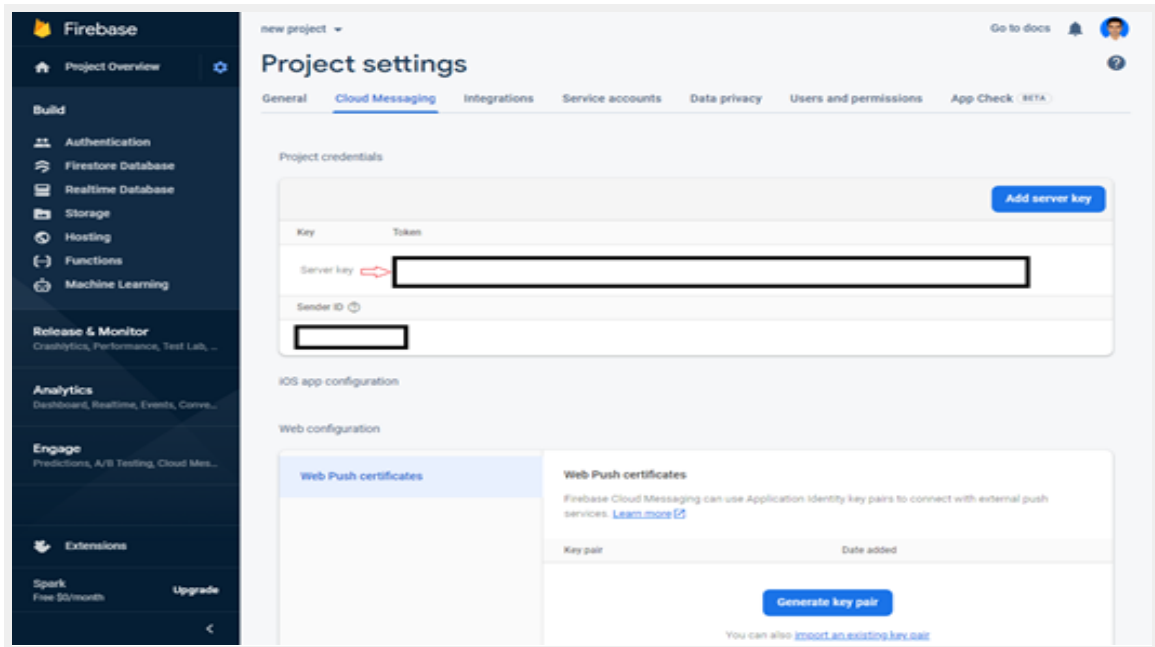 Firebase
Project Overview
Build
Authentication
Firestore Database
Realtime Database
Storage
Hosting
Functions
Machine Learning
Release & Monitor
Crashlytics, Performance, Test Lab, ...
Analytics
Dashboard, Realtime, Events, Conve...
Engage
Predictions, A/B Testing, Cloud Mes...
Extensions
Spark
Free $0/month
Upgrade
new project
Go to docs
Project settings
General Cloud Messaging Integrations Service accounts Data privacy Users and permissions App Check BETA
Project credentials
Add server key
Key Token
Server key
Sender ID
iOS app configuration
Web configuration
Web Push certificates
Web Push certificates
Firebase Cloud Messaging can use Application Identity key pairs to connect with external push
services. Learn more
Key pair Date added
Generate key pair
You can also import an existing key pair